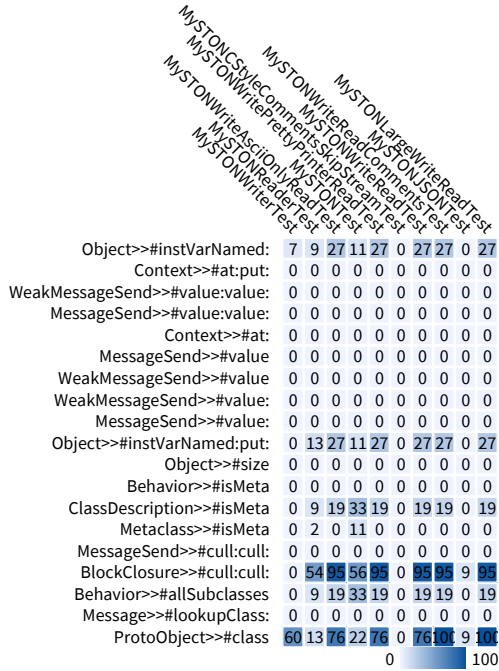 MySTONWriterTest
MySTONReaderTest
MySTONWriteAsciiOnlyReadTest
MySTONTest
MySTONWritePrettyPrinterReadTest
MySTONCStyleCommentsSkipStreamTest
MySTONWriteReadTest
MySTONWriteReadCommentsTest
MySTONJSONTest
MySTONLargeWriteReadTest
Object>>#instVarNamed: 7 9 27 11 27 0 27 27 0 27
Context>>#at:put: 0 0 0 0 0 0 0 0 0 0
WeakMessageSend>>#value:value: 0 0 0 0 0 0 0 0 0 0
MessageSend>>#value:value: 0 0 0 0 0 0 0 0 0 0
Context>>#at: 0 0 0 0 0 0 0 0 0 0
MessageSend>>#value 0 0 0 0 0 0 0 0 0 0
WeakMessageSend>>#value 0 0 0 0 0 0 0 0 0 0
WeakMessageSend>>#value: 0 0 0 0 0 0 0 0 0 0
MessageSend>>#value: 0 0 0 0 0 0 0 0 0 0
Object>>#instVarNamed:put: 0 13 27 11 27 0 27 27 0 27
Object>>#size 0 0 0 0 0 0 0 0 0 0
Behavior>>#isMeta 0 0 0 0 0 0 0 0 0 0
ClassDescription>>#isMeta 0 9 19 33 19 0 19 19 0 19
Metaclass>>#isMeta 0 2 0 11 0 0 0 0 0 0
MessageSend>>#cull:cull: 0 0 0 0 0 0 0 0 0 0
BlockClosure>>#cull:cull: 0 54 95 56 95 0 95 95 9 95
Behavior>>#allSubclasses 0 9 19 33 19 0 19 19 0 19
Message>>#lookupClass: 0 0 0 0 0 0 0 0 0 0
ProtoObject>>#class 60 13 76 22 76 0 76 100 9 100
0 100